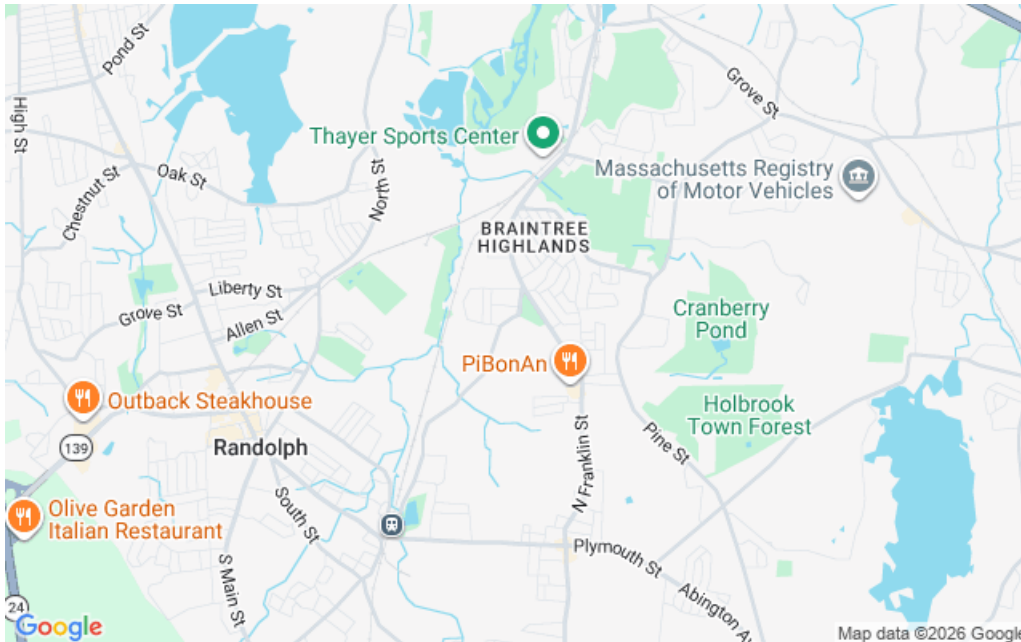 Pond St
Grove St
High St
Thayer Sports Center
Massachusetts Registry
of Motor Vehicles
Oak St
North St
Chestnut St
BRAINTREE
HIGHLANDS
Liberty St
Grove St
Allen St
Cranberry
Pond
PiBonAn
Outback Steakhouse
Holbrook
Town Forest
139
Randolph
N Franklin St
Pine St
Olive Garden
Italian Restaurant
South St
S Main St
Plymouth St
Abington Av
24
Google
Map data ©2026 Google